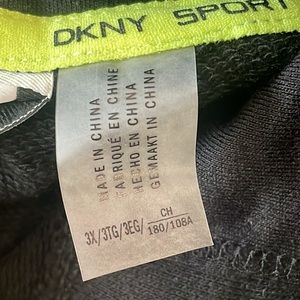 DKNY SPORT
MADE IN CHINA
FABRIQUÉ EN CHINE
HECHO EN CHINA
GEMAAKT IN CHINA
3X/3TG/3EG/ CH
180/108A